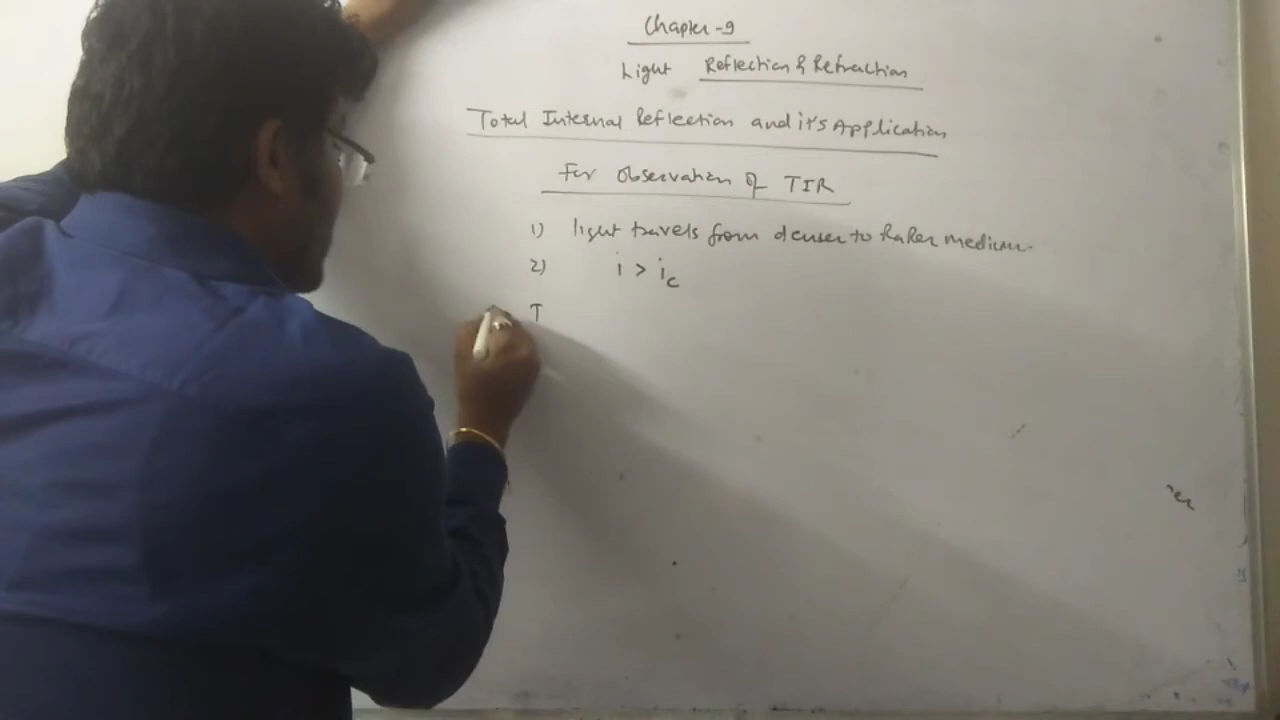 Chapter-9
Light Reflection & Refraction
Total Internal Reflection and it's Application
For Observation of TIR
1) light travels from denser to RaRer medium.
2) i > ic
T